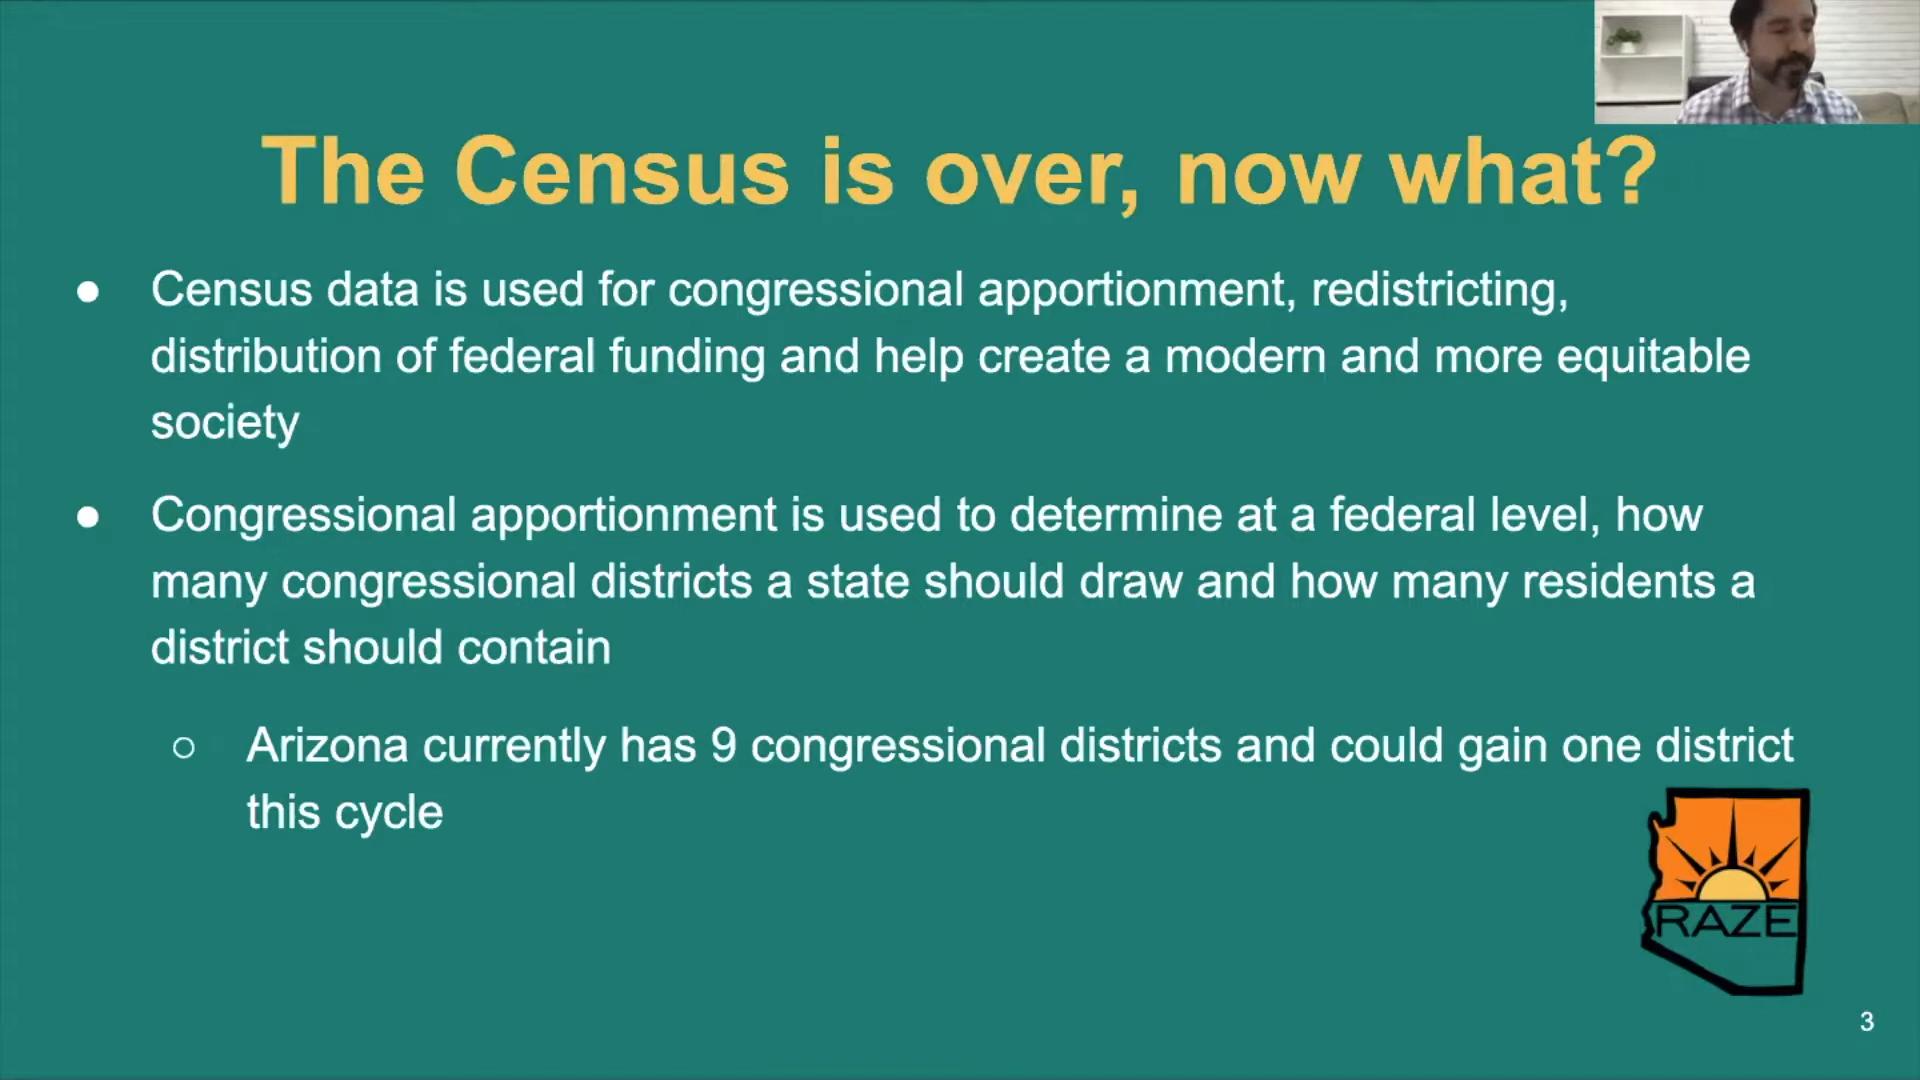 The Census is over, now what?
● Census data is used for congressional apportionment, redistricting,
distribution of federal funding and help create a modern and more equitable
society
● Congressional apportionment is used to determine at a federal level, how
many congressional districts a state should draw and how many residents a
district should contain
○ Arizona currently has 9 congressional districts and could gain one district
this cycle
RAZE
3